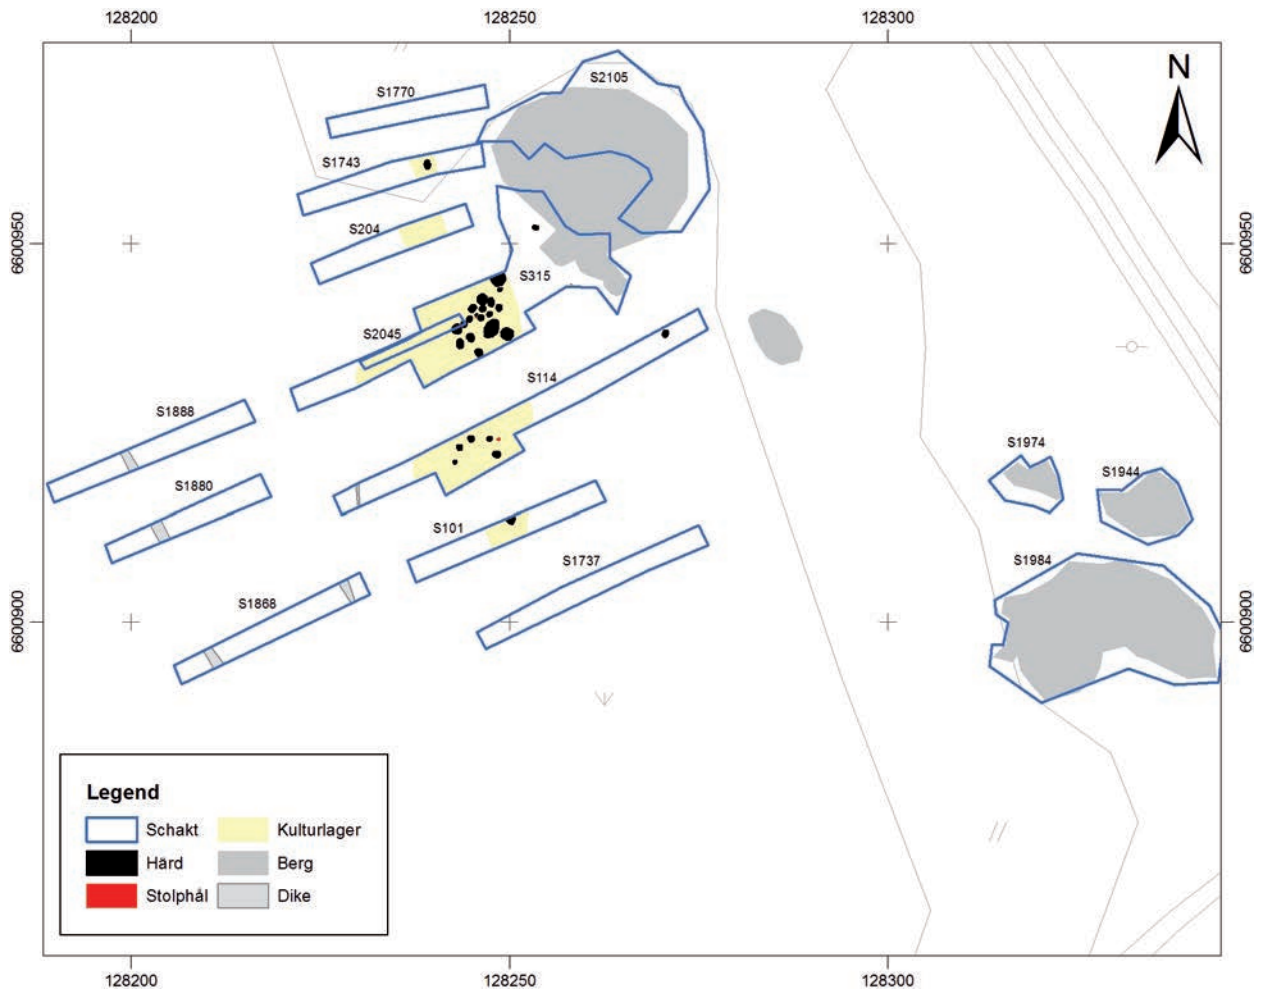 128200
128250
128300
N
S2105
S1770
S1743
6600950
6600950
S204
S315
S2045
S114
S1888
S1974
S1944
S1880
S101
S1737
S1984
S1868
6600900
6600900
Legend
Schakt
Kulturlager
Härd
Berg
Stolphål
Dike
128200
128250
128300